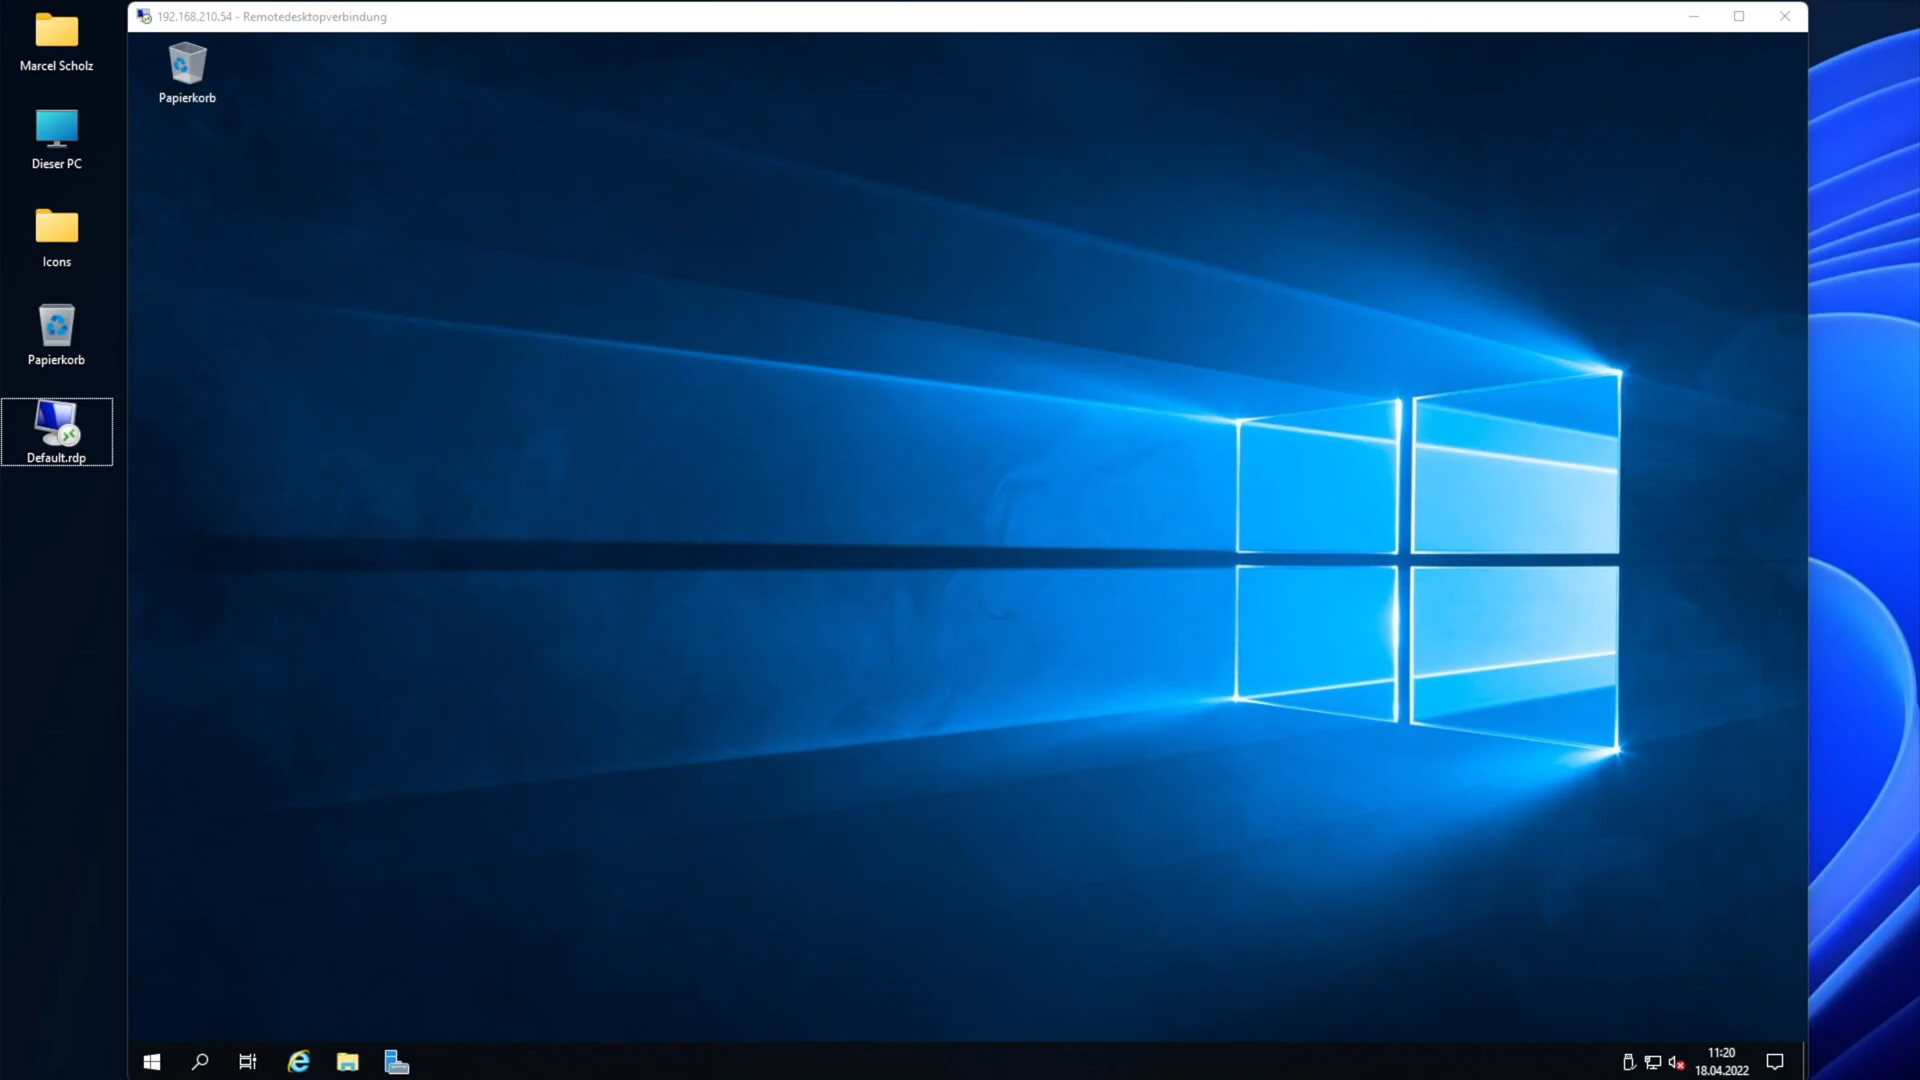 192.168.210.54 - Remotedesktopverbindung
Marcel Scholz
Papierkorb
Dieser PC
Icons
Papierkorb
Default.rdp
11:20
18.04.2022